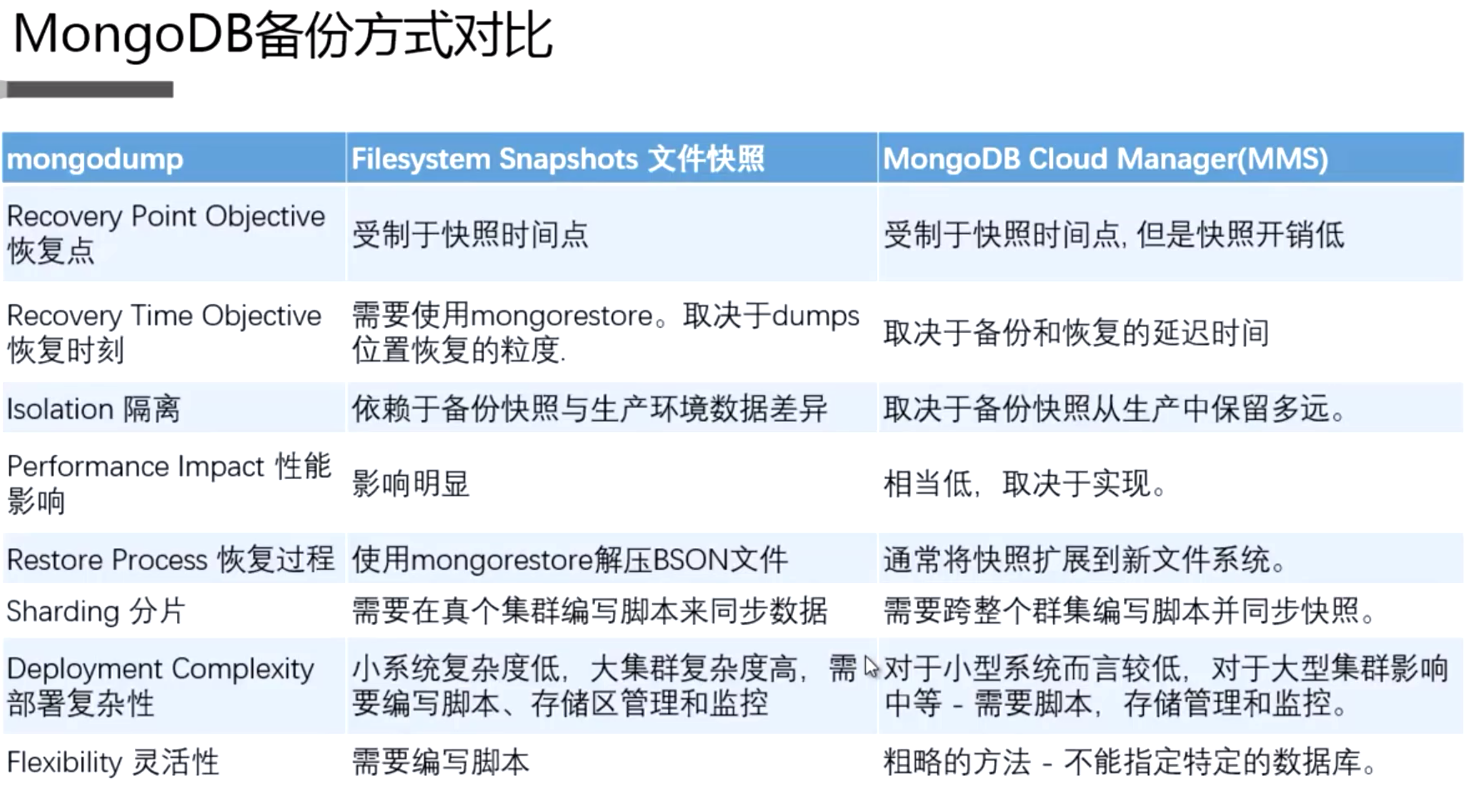 MongoDB备份方式对比
mongodump
Filesystem Snapshots 文件快照
MongoDB Cloud Manager(MMS)
Recovery Point Objective
恢复点
受制于快照时间点
受制于快照时间点, 但是快照开销低
Recovery Time Objective
恢复时刻
需要使用mongorestore。取决于dumps
位置恢复的粒度.
取决于备份和恢复的延迟时间
Isolation 隔离
依赖于备份快照与生产环境数据差异
取决于备份快照从生产中保留多远。
Performance Impact 性能
影响
影响明显
相当低，取决于实现。
Restore Process 恢复过程
使用mongorestore解压BSON文件
通常将快照扩展到新文件系统。
Sharding 分片
需要在真个集群编写脚本来同步数据
需要跨整个群集编写脚本并同步快照。
Deployment Complexity
部署复杂性
小系统复杂度低，大集群复杂度高，需
要编写脚本、存储区管理和监控
对于小型系统而言较低，对于大型集群影响
中等 - 需要脚本，存储管理和监控。
Flexibility 灵活性
需要编写脚本
粗略的方法 - 不能指定特定的数据库。